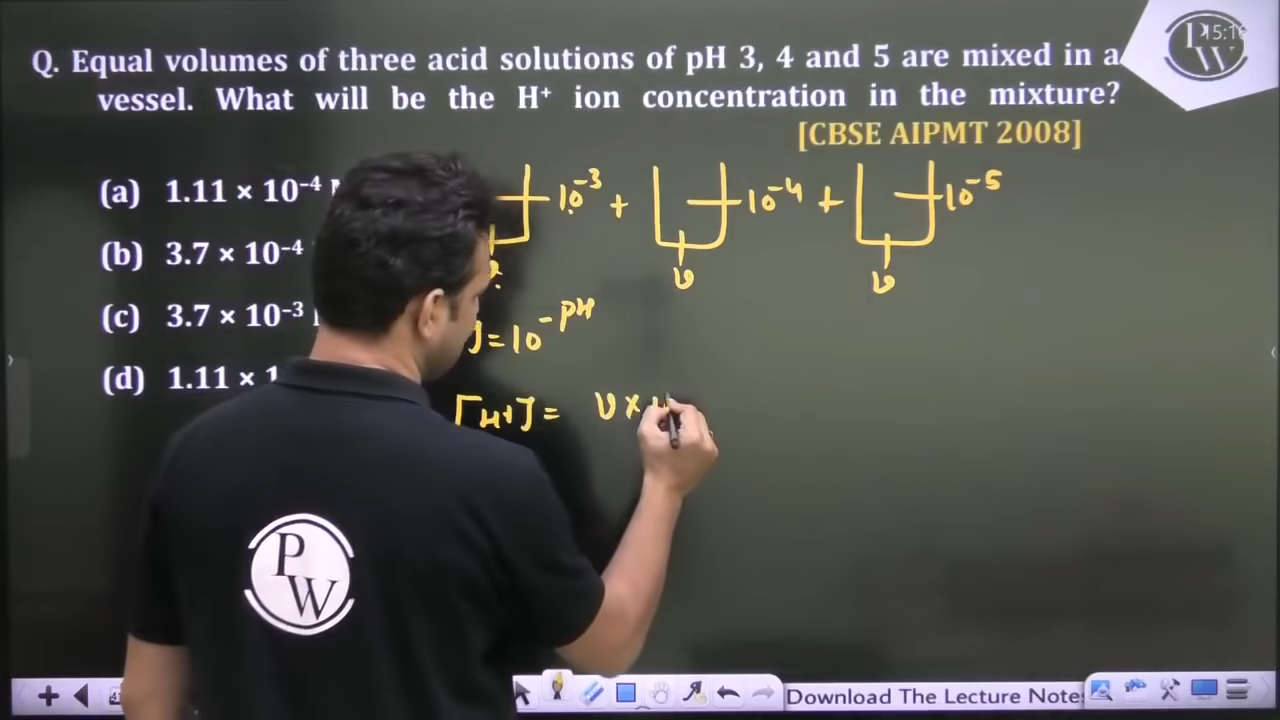 Q. Equal volumes of three acid solutions of pH 3, 4 and 5 are mixed in a
vessel. What will be the H⁺ ion concentration in the mixture?
[CBSE AIPMT 2008]
(a) 1.11 × 10⁻⁴
10⁻³ + 10⁻⁴ + 10⁻⁵
(b) 3.7 × 10⁻⁴
v v
(c) 3.7 × 10⁻³
] = 10⁻ᵖᴴ
(d) 1.11 ×
[H+] = v ×
PW
PW
Download The Lecture Note